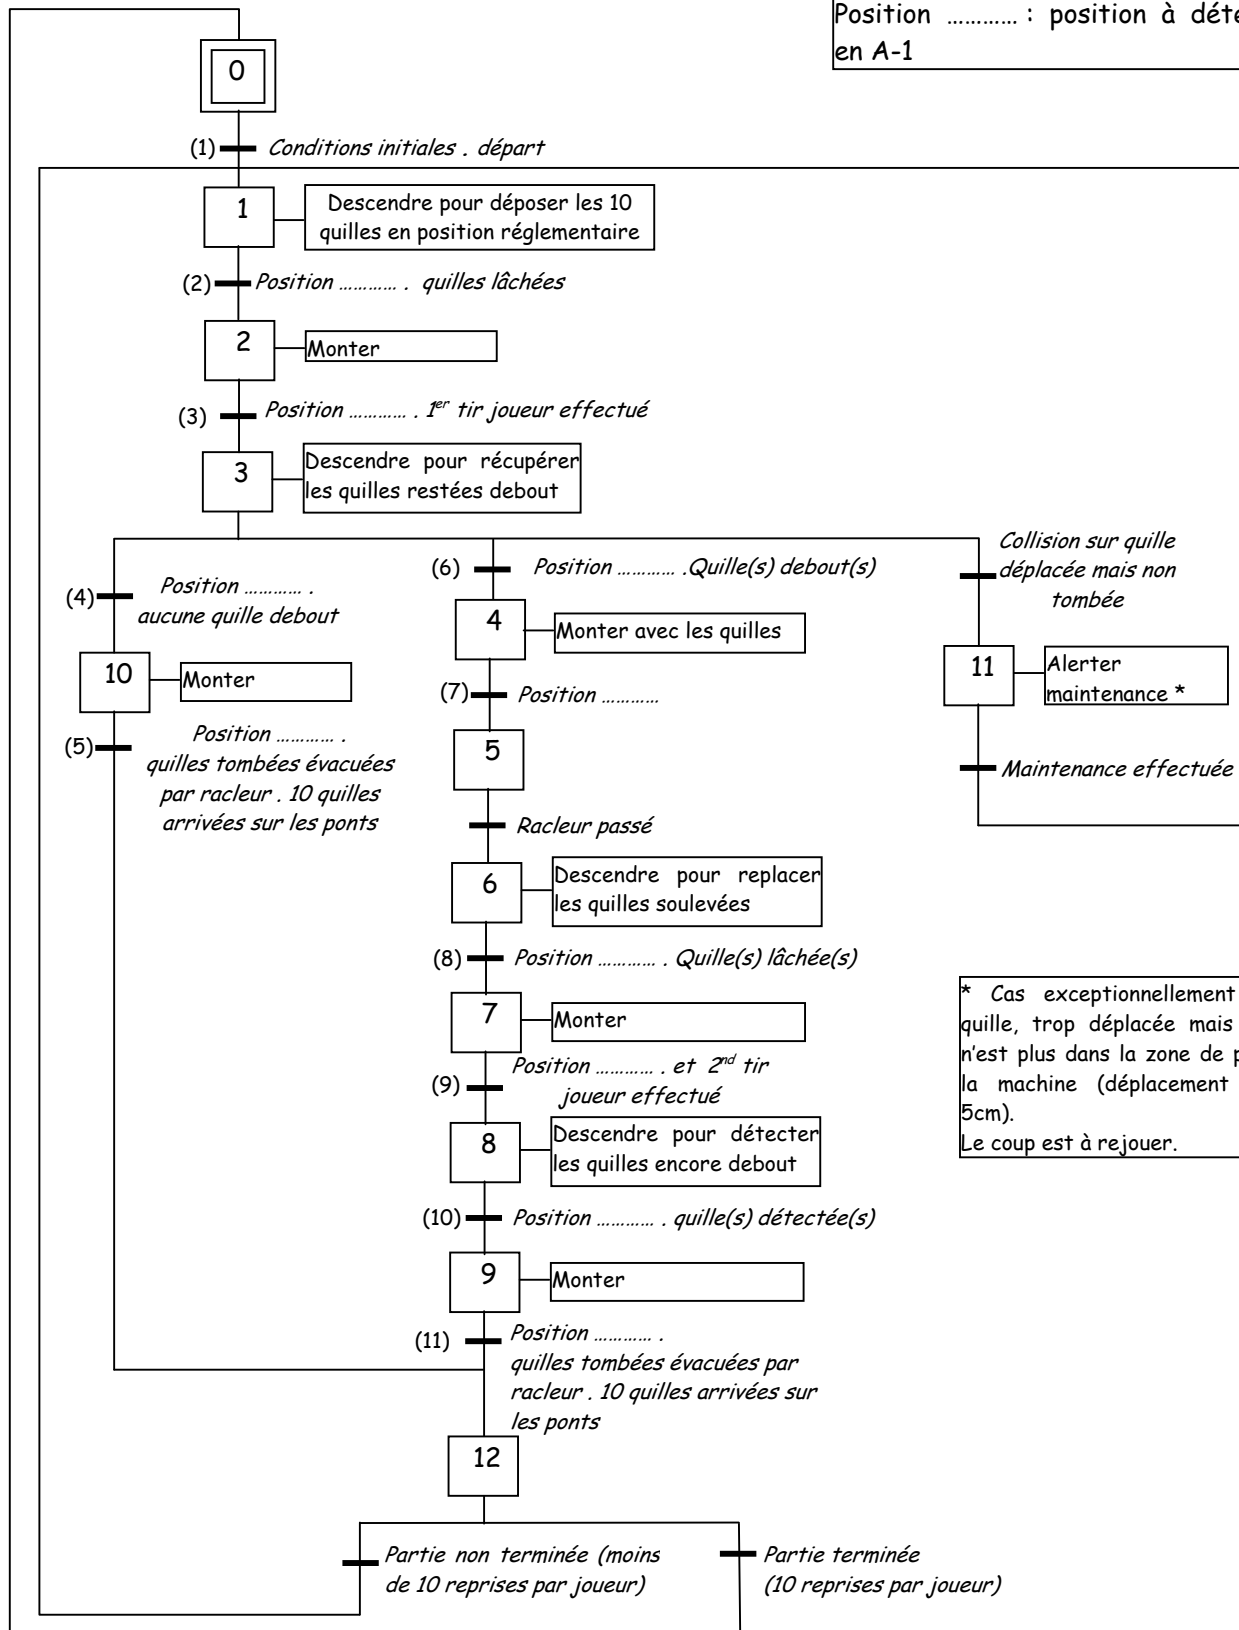 Position ………… : position à déte
en A-1
0
(1) Conditions initiales . départ
1
Descendre pour déposer les 10
quilles en position réglementaire
(2) Position ………… . quilles lâchées
2
Monter
(3) Position ………… . 1er tir joueur effectué
3
Descendre pour récupérer
les quilles restées debout
(4) Position ………… .
aucune quille debout
10
Monter
(5) Position ………… .
quilles tombées évacuées
par racleur . 10 quilles
arrivées sur les ponts
(6) Position ………… .Quille(s) debout(s)
4
Monter avec les quilles
(7) Position …………
5
Racleur passé
6
Descendre pour replacer
les quilles soulevées
(8) Position ………… . Quille(s) lâchée(s)
7
Monter
(9) Position ………… . et 2nd tir
joueur effectué
8
Descendre pour détecter
les quilles encore debout
(10) Position ………… . quille(s) détectée(s)
9
Monter
(11) Position ………… .
quilles tombées évacuées par
racleur . 10 quilles arrivées sur
les ponts
Collision sur quille
déplacée mais non
tombée
11
Alerter
maintenance *
Maintenance effectuée
* Cas exceptionnellement
quille, trop déplacée mais
n'est plus dans la zone de p
la machine (déplacement
5cm).
Le coup est à rejouer.
12
Partie non terminée (moins
de 10 reprises par joueur)
Partie terminée
(10 reprises par joueur)